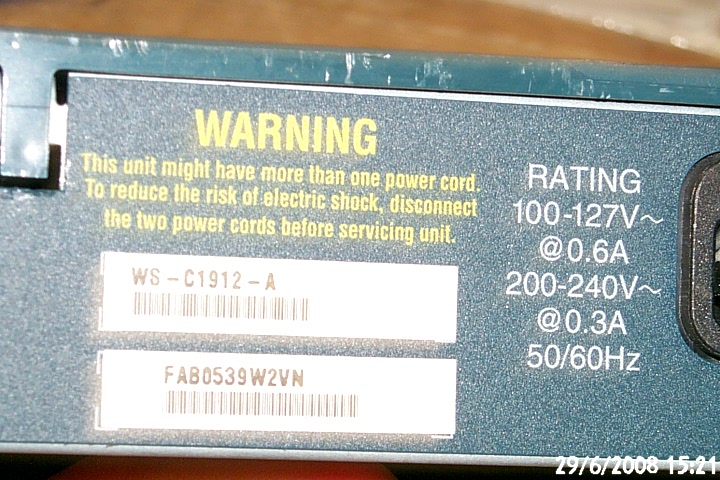 WARNING
This unit might have more than one power cord.
To reduce the risk of electric shock, disconnect
the two power cords before servicing unit.
WS-C1912-A
FAB0539W2VN
RATING
100-127V~
@0.6A
200-240V~
@0.3A
50/60Hz
29/6/2008 15:21